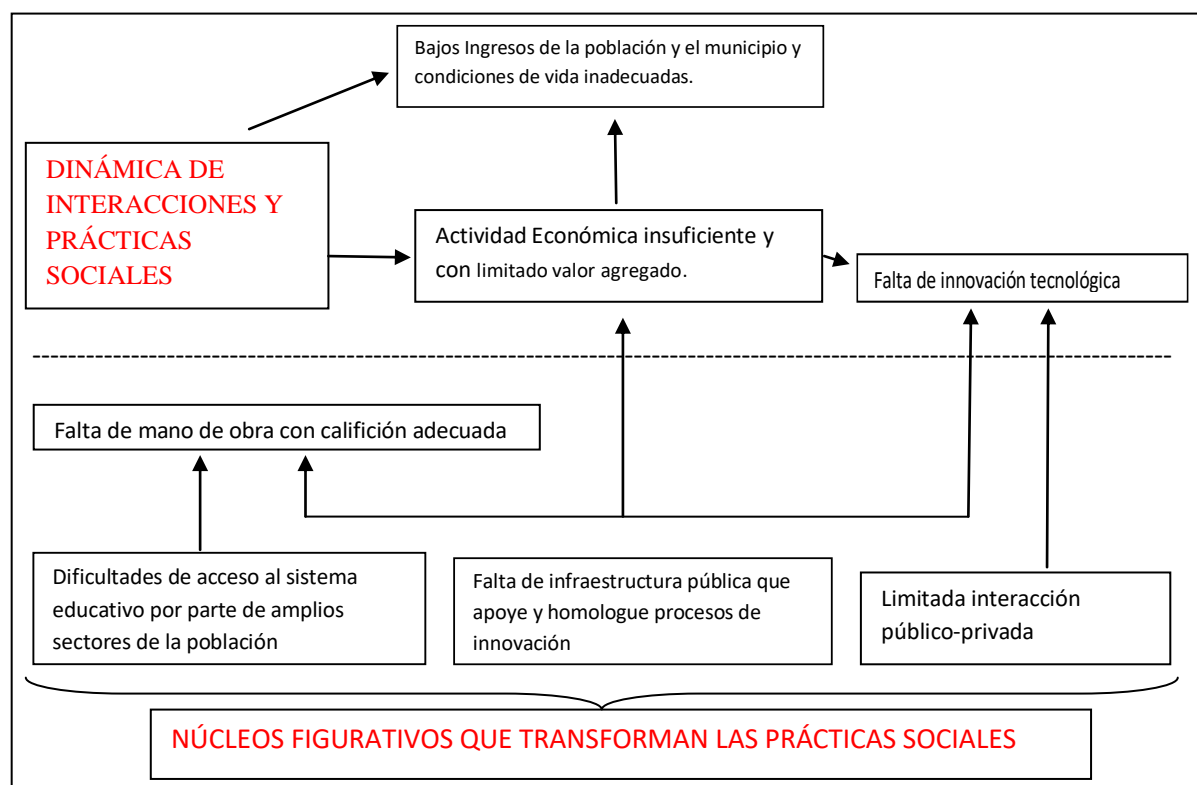 Bajos Ingresos de la población y el municipio y
condiciones de vida inadecuadas.
DINÁMICA DE
INTERACCIONES Y
PRÁCTICAS
SOCIALES
Actividad Económica insuficiente y
con limitado valor agregado.
Falta de innovación tecnológica
Falta de mano de obra con califición adecuada
Dificultades de acceso al sistema
educativo por parte de amplios
sectores de la población
Falta de infraestructura pública que
apoye y homologue procesos de
innovación
Limitada interacción
público-privada
NÚCLEOS FIGURATIVOS QUE TRANSFORMAN LAS PRÁCTICAS SOCIALES